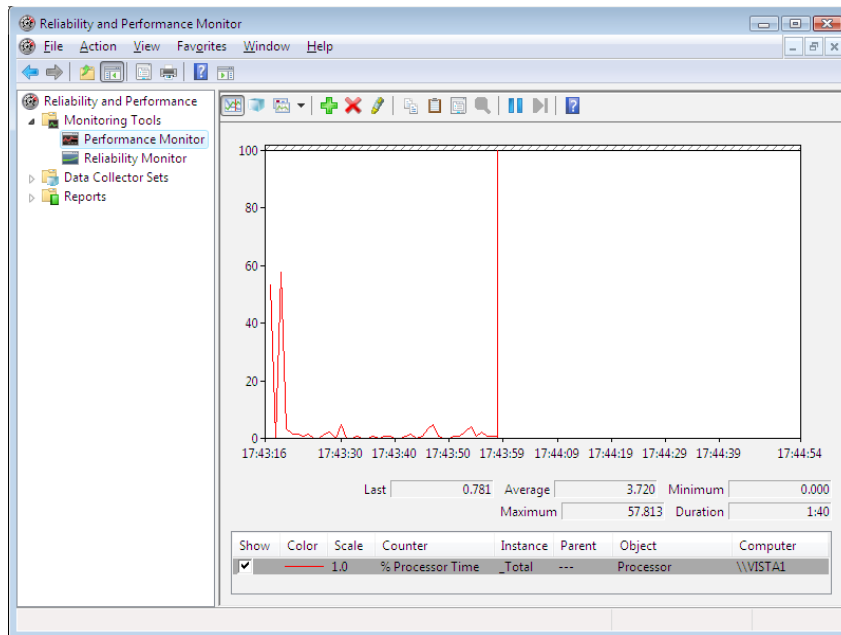 Reliability and Performance Monitor
File Action View Favorites Window Help
Reliability and Performance
Monitoring Tools
Performance Monitor
Reliability Monitor
Data Collector Sets
Reports
100
80
60
40
20
0
17:43:16 17:43:30 17:43:40 17:43:50 17:43:59 17:44:09 17:44:19 17:44:29 17:44:39 17:44:54
Last 0.781 Average 3.720 Minimum 0.000
Maximum 57.813 Duration 1:40
Show Color Scale Counter Instance Parent Object Computer
1.0 % Processor Time _Total --- Processor \\VISTA1